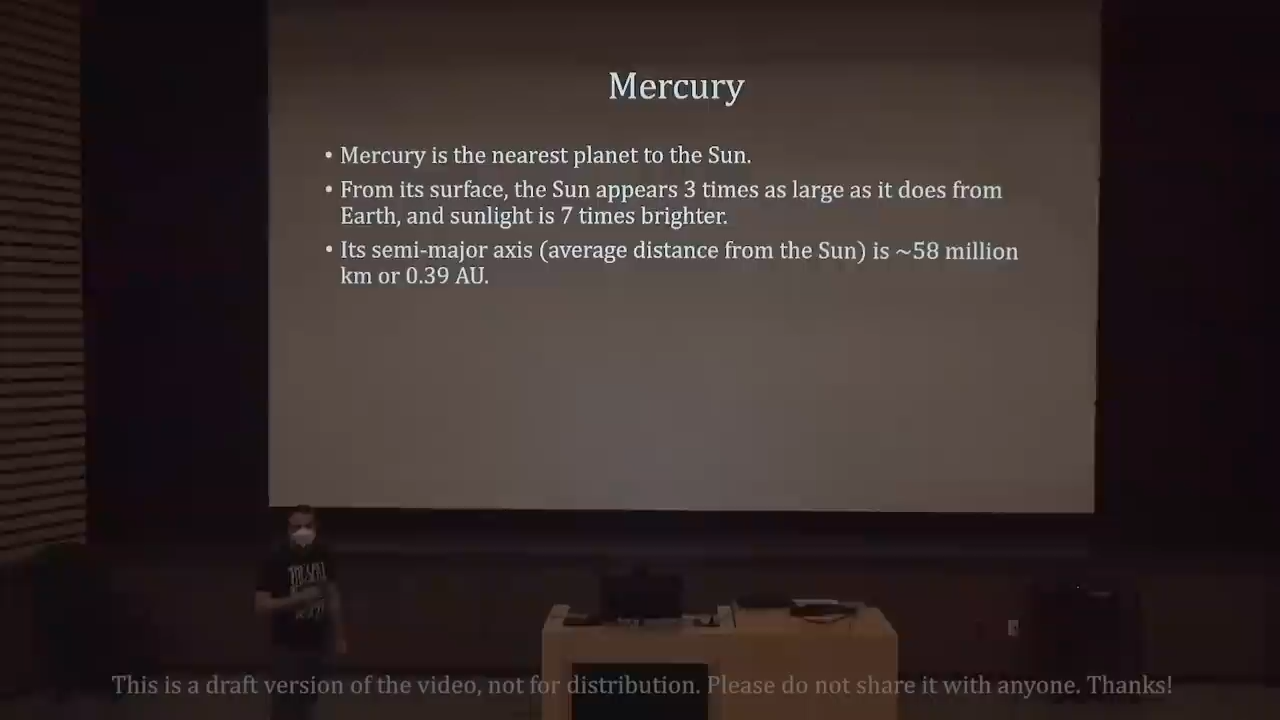 Mercury
• Mercury is the nearest planet to the Sun.
• From its surface, the Sun appears 3 times as large as it does from
Earth, and sunlight is 7 times brighter.
• Its semi-major axis (average distance from the Sun) is ~58 million
km or 0.39 AU.
This is a draft version of the video, not for distribution. Please do not share it with anyone. Thanks!